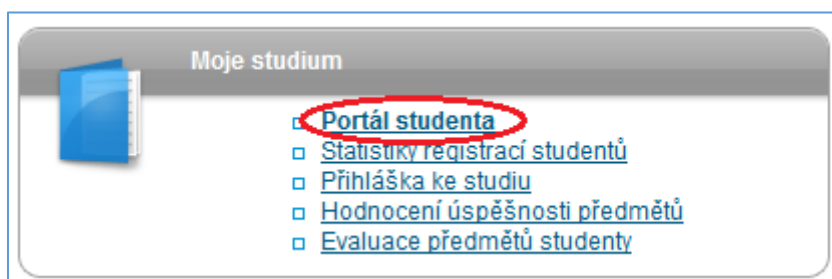 Moje studium
Portál studenta
Statistiky registrací studentů
Přihláška ke studiu
Hodnocení úspěšnosti předmětů
Evaluace předmětů studenty